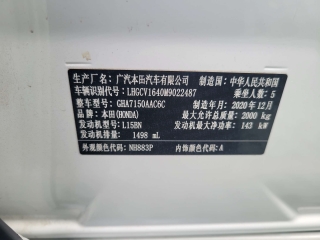 生产厂名：广汽本田汽车有限公司 制造国：中华人民共和国
车辆识别代号：LHGCV1640M9022487 乘坐人数：5
整车型号：GHA7150AAC6C 制造年月：2020年12月
品牌：本田(HONDA) 最大允许总质量：2000 kg
发动机型号：L15BN 发动机最大净功率：143 kW
发动机排量：1498 mL
外观颜色代码：NH883P 内饰颜色代码：A